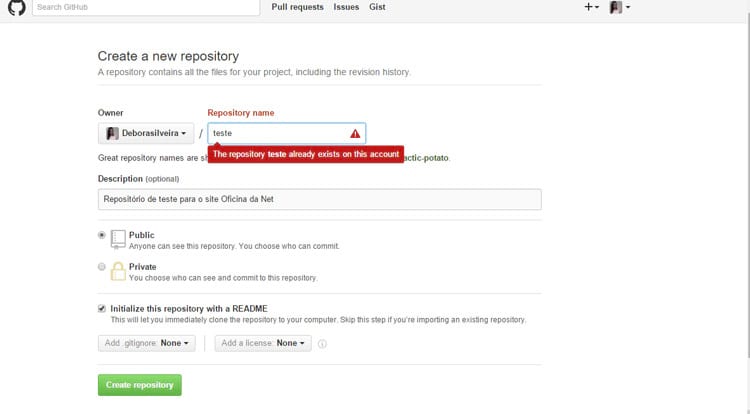 Search GitHub Pull requests Issues Gist
Create a new repository
A repository contains all the files for your project, including the revision history.
Owner Repository name
Deborasilveira / teste
The repository teste already exists on this account
Great repository names are sh actic-potato.
Description (optional)
Repositório de teste para o site Oficina da Net
Public
Anyone can see this repository. You choose who can commit.
Private
You choose who can see and commit to this repository.
Initialize this repository with a README
This will let you immediately clone the repository to your computer. Skip this step if you're importing an existing repository.
Add .gitignore: None Add a license: None
Create repository